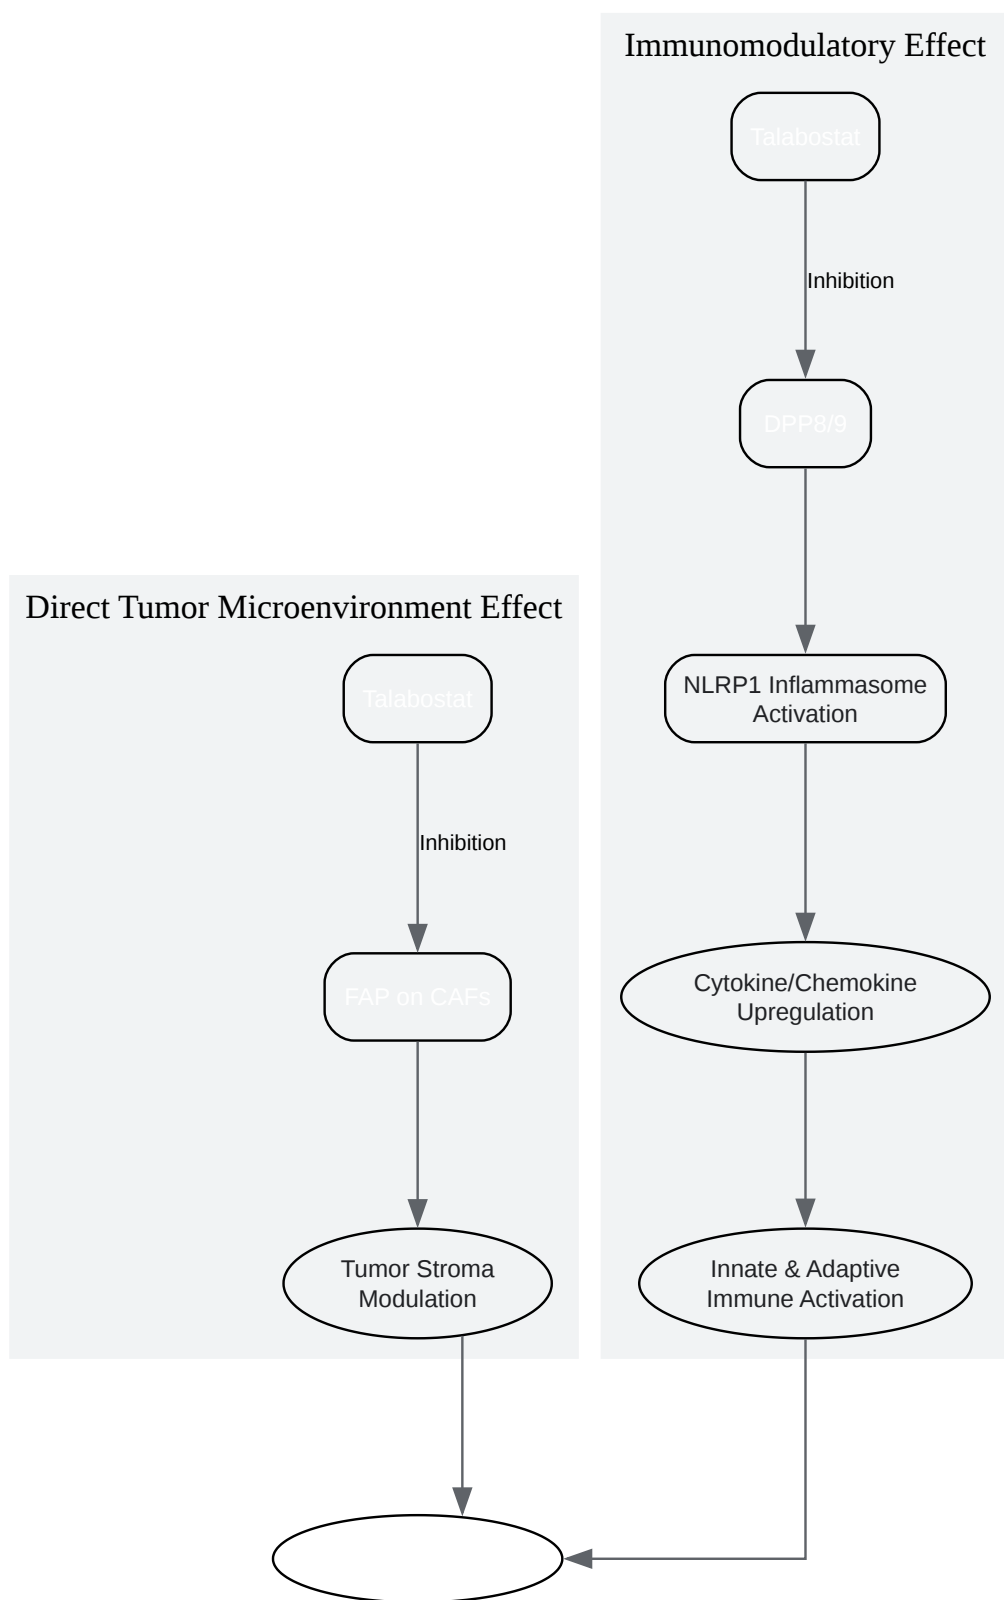 Immunomodulatory Effect
Talabostat
Inhibition
DPP8/9
NLRP1 Inflammasome
Activation
Cytokine/Chemokine
Upregulation
Innate & Adaptive
Immune Activation
Direct Tumor Microenvironment Effect
Talabostat
Inhibition
FAP on CAFs
Tumor Stroma
Modulation